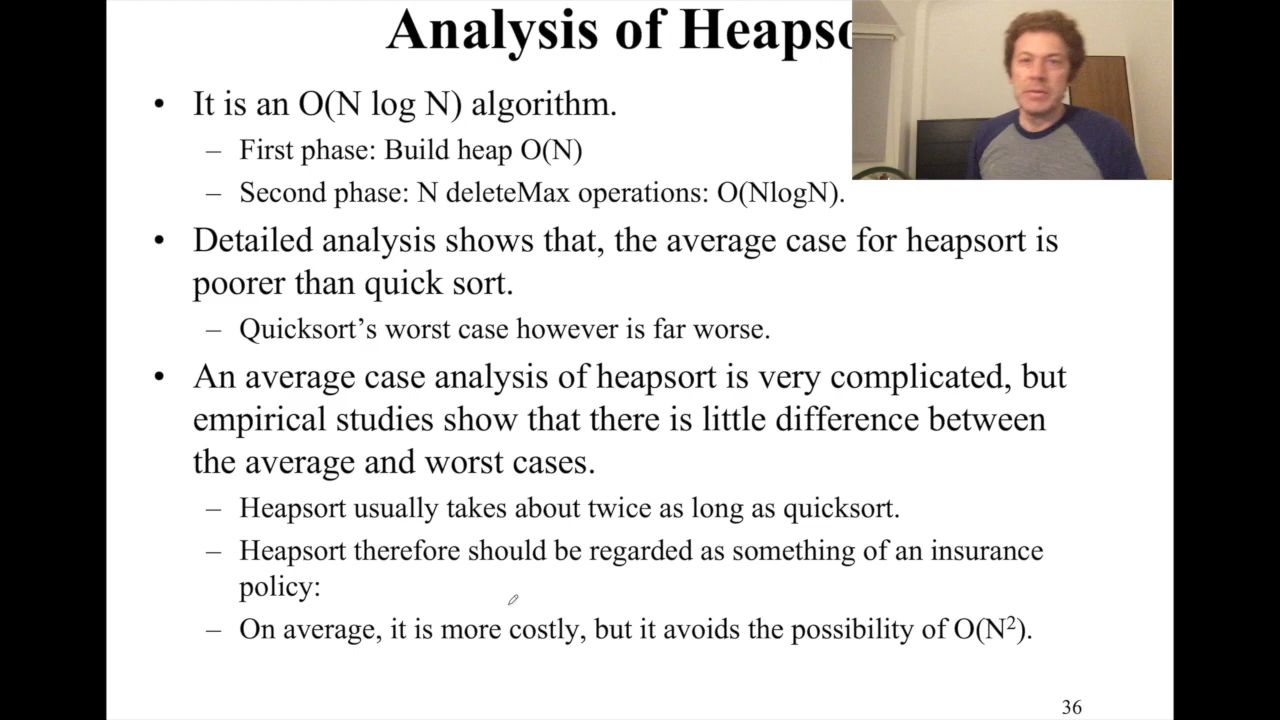 Analysis of Heapso
• It is an O(N log N) algorithm.
– First phase: Build heap O(N)
– Second phase: N deleteMax operations: O(NlogN).
• Detailed analysis shows that, the average case for heapsort is
poorer than quick sort.
– Quicksort’s worst case however is far worse.
• An average case analysis of heapsort is very complicated, but
empirical studies show that there is little difference between
the average and worst cases.
– Heapsort usually takes about twice as long as quicksort.
– Heapsort therefore should be regarded as something of an insurance
policy:
– On average, it is more costly, but it avoids the possibility of O(N²).
36